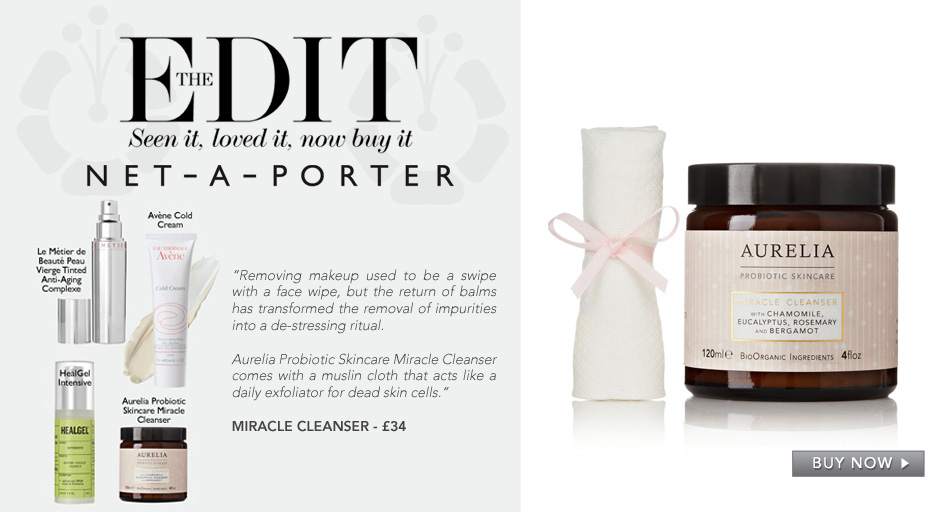 THE EDIT
Seen it, loved it, now buy it
NET-A-PORTER
Avène Cold
Cream
Le Métier de
Beauté Peau
Vierge Tinted
Anti-Aging
Complexe
METIER
EAU THERMALE
Avène
Cold Cream
"Removing makeup used to be a swipe
with a face wipe, but the return of balms
has transformed the removal of impurities
into a de-stressing ritual.
Aurelia Probiotic Skincare Miracle Cleanser
comes with a muslin cloth that acts like a
daily exfoliator for dead skin cells."
MIRACLE CLEANSER - £34
HealGel
Intensive
HEALGEL
Aurelia Probiotic
Skincare Miracle
Cleanser
AURELIA
AURELIA
PROBIOTIC SKINCARE
MIRACLE CLEANSER
WITH CHAMOMILE,
EUCALYPTUS, ROSEMARY
AND BERGAMOT
120ml e BIOORGANIC INGREDIENTS 4floz
BUY NOW